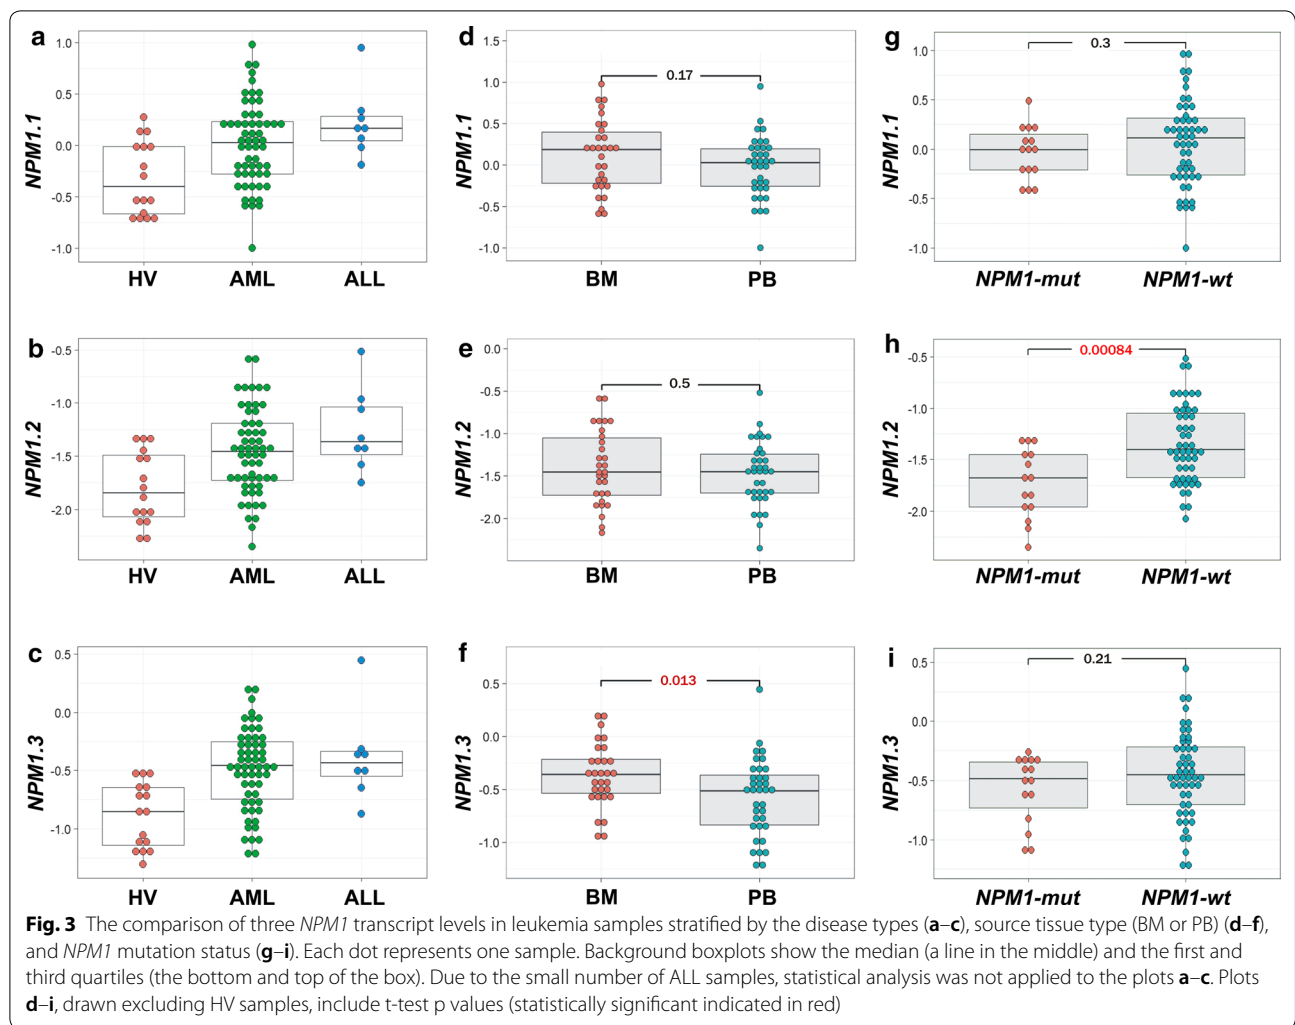 a
NPM1.1
1.0
0.5
0.0
-0.5
-1.0
HV AML ALL
d
NPM1.1
1.5
1.0
0.5
0.0
-0.5
-1.0
0.17
BM PB
g
NPM1.1
1.0
0.5
0.0
-0.5
-1.0
0.3
NPM1-mut NPM1-wt
b
NPM1.2
-0.5
-1.0
-1.5
-2.0
HV AML ALL
e
NPM1.2
0.0
-0.5
-1.0
-1.5
-2.0
0.5
BM PB
h
NPM1.2
-0.5
-1.0
-1.5
-2.0
0.00084
NPM1-mut NPM1-wt
c
NPM1.3
0.5
0.0
-0.5
-1.0
HV AML ALL
f
NPM1.3
0.5
0.0
-0.5
-1.0
0.013
BM PB
i
NPM1.3
0.5
0.0
-0.5
-1.0
0.21
NPM1-mut NPM1-wt
Fig. 3 The comparison of three NPM1 transcript levels in leukemia samples stratified by the disease types (a–c), source tissue type (BM or PB) (d–f),
and NPM1 mutation status (g–i). Each dot represents one sample. Background boxplots show the median (a line in the middle) and the first and
third quartiles (the bottom and top of the box). Due to the small number of ALL samples, statistical analysis was not applied to the plots a–c. Plots
d–i, drawn excluding HV samples, include t-test p values (statistically significant indicated in red)